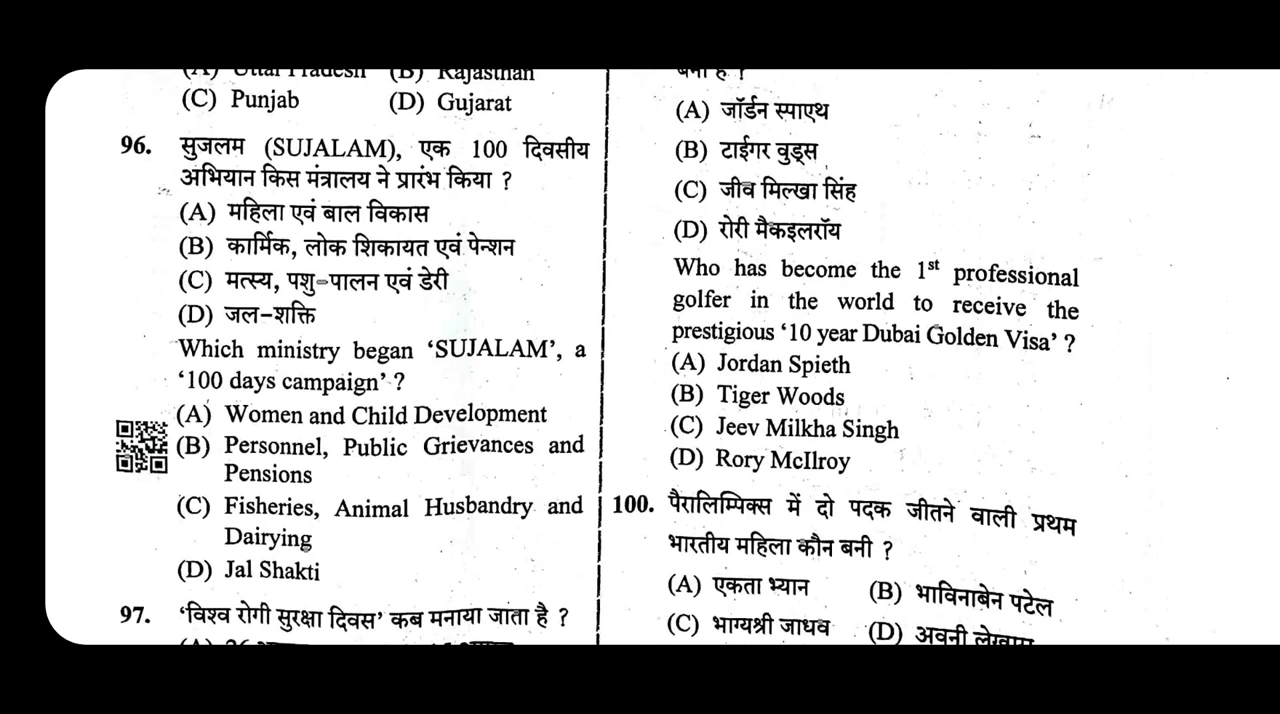 (A) Uttar Pradesh (B) Rajasthan
(C) Punjab (D) Gujarat
96. सुजलम (SUJALAM), एक 100 दिवसीय
अभियान किस मंत्रालय ने प्रारंभ किया ?
(A) महिला एवं बाल विकास
(B) कार्मिक, लोक शिकायत एवं पेन्शन
(C) मत्स्य, पशु-पालन एवं डेरी
(D) जल-शक्ति
Which ministry began ‘SUJALAM’, a
‘100 days campaign’ ?
(A) Women and Child Development
(B) Personnel, Public Grievances and
Pensions
(C) Fisheries, Animal Husbandry and
Dairying
(D) Jal Shakti
97. ‘विश्व रोगी सुरक्षा दिवस’ कब मनाया जाता है ?
(A) जॉर्डन स्पाएथ
(B) टाईगर वुड्स
(C) जीव मिल्खा सिंह
(D) रोरी मैकइलरॉय
Who has become the 1st professional
golfer in the world to receive the
prestigious ‘10 year Dubai Golden Visa’ ?
(A) Jordan Spieth
(B) Tiger Woods
(C) Jeev Milkha Singh
(D) Rory McIlroy
100. पैरालिम्पिक्स में दो पदक जीतने वाली प्रथम
भारतीय महिला कौन बनी ?
(A) एकता भ्यान (B) भाविनाबेन पटेल
(C) भाग्यश्री जाधव (D) अवनी लेखारा